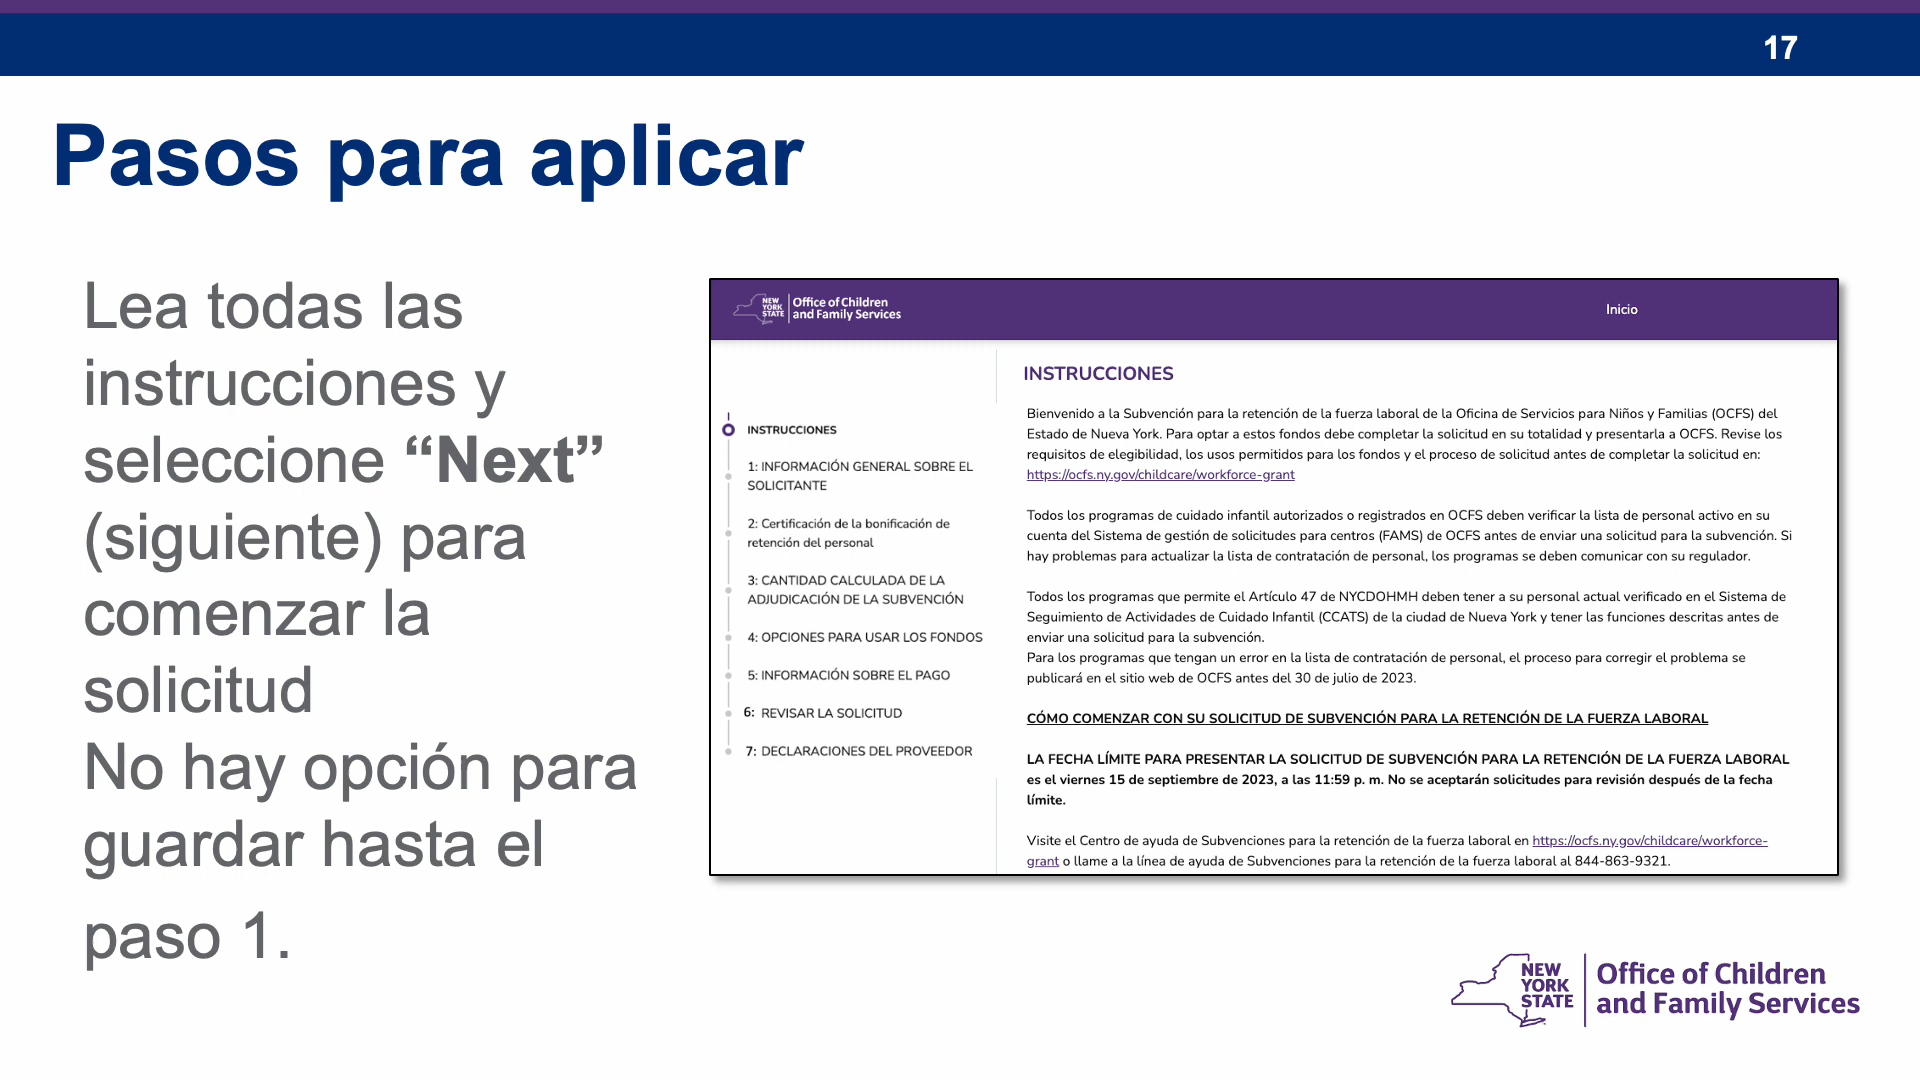 17
Pasos para aplicar
Lea todas las
instrucciones y
seleccione “Next”
(siguiente) para
comenzar la
solicitud
No hay opción para
guardar hasta el
paso 1.
NEW
YORK
STATE
Office of Children
and Family Services
Inicio
INSTRUCCIONES
1: INFORMACIÓN GENERAL SOBRE EL
SOLICITANTE
2: Certificación de la bonificación de
retención del personal
3: CANTIDAD CALCULADA DE LA
ADJUDICACIÓN DE LA SUBVENCIÓN
4: OPCIONES PARA USAR LOS FONDOS
5: INFORMACIÓN SOBRE EL PAGO
6: REVISAR LA SOLICITUD
7: DECLARACIONES DEL PROVEEDOR
INSTRUCCIONES
Bienvenido a la Subvención para la retención de la fuerza laboral de la Oficina de Servicios para Niños y Familias (OCFS) del
Estado de Nueva York. Para optar a estos fondos debe completar la solicitud en su totalidad y presentarla a OCFS. Revise los
requisitos de elegibilidad, los usos permitidos para los fondos y el proceso de solicitud antes de completar la solicitud en:
https://ocfs.ny.gov/childcare/workforce-grant
Todos los programas de cuidado infantil autorizados o registrados en OCFS deben verificar la lista de personal activo en su
cuenta del Sistema de gestión de solicitudes para centros (FAMS) de OCFS antes de enviar una solicitud para la subvención. Si
hay problemas para actualizar la lista de contratación de personal, los programas se deben comunicar con su regulador.
Todos los programas que permite el Artículo 47 de NYCDOHMH deben tener a su personal actual verificado en el Sistema de
Seguimiento de Actividades de Cuidado Infantil (CCATS) de la ciudad de Nueva York y tener las funciones descritas antes de
enviar una solicitud para la subvención.
Para los programas que tengan un error en la lista de contratación de personal, el proceso para corregir el problema se
publicará en el sitio web de OCFS antes del 30 de julio de 2023.
CÓMO COMENZAR CON SU SOLICITUD DE SUBVENCIÓN PARA LA RETENCIÓN DE LA FUERZA LABORAL
LA FECHA LÍMITE PARA PRESENTAR LA SOLICITUD DE SUBVENCIÓN PARA LA RETENCIÓN DE LA FUERZA LABORAL
es el viernes 15 de septiembre de 2023, a las 11:59 p. m. No se aceptarán solicitudes para revisión después de la fecha
límite.
Visite el Centro de ayuda de Subvenciones para la retención de la fuerza laboral en https://ocfs.ny.gov/childcare/workforce-
grant o llame a la línea de ayuda de Subvenciones para la retención de la fuerza laboral al 844-863-9321.
NEW
YORK
STATE
Office of Children
and Family Services